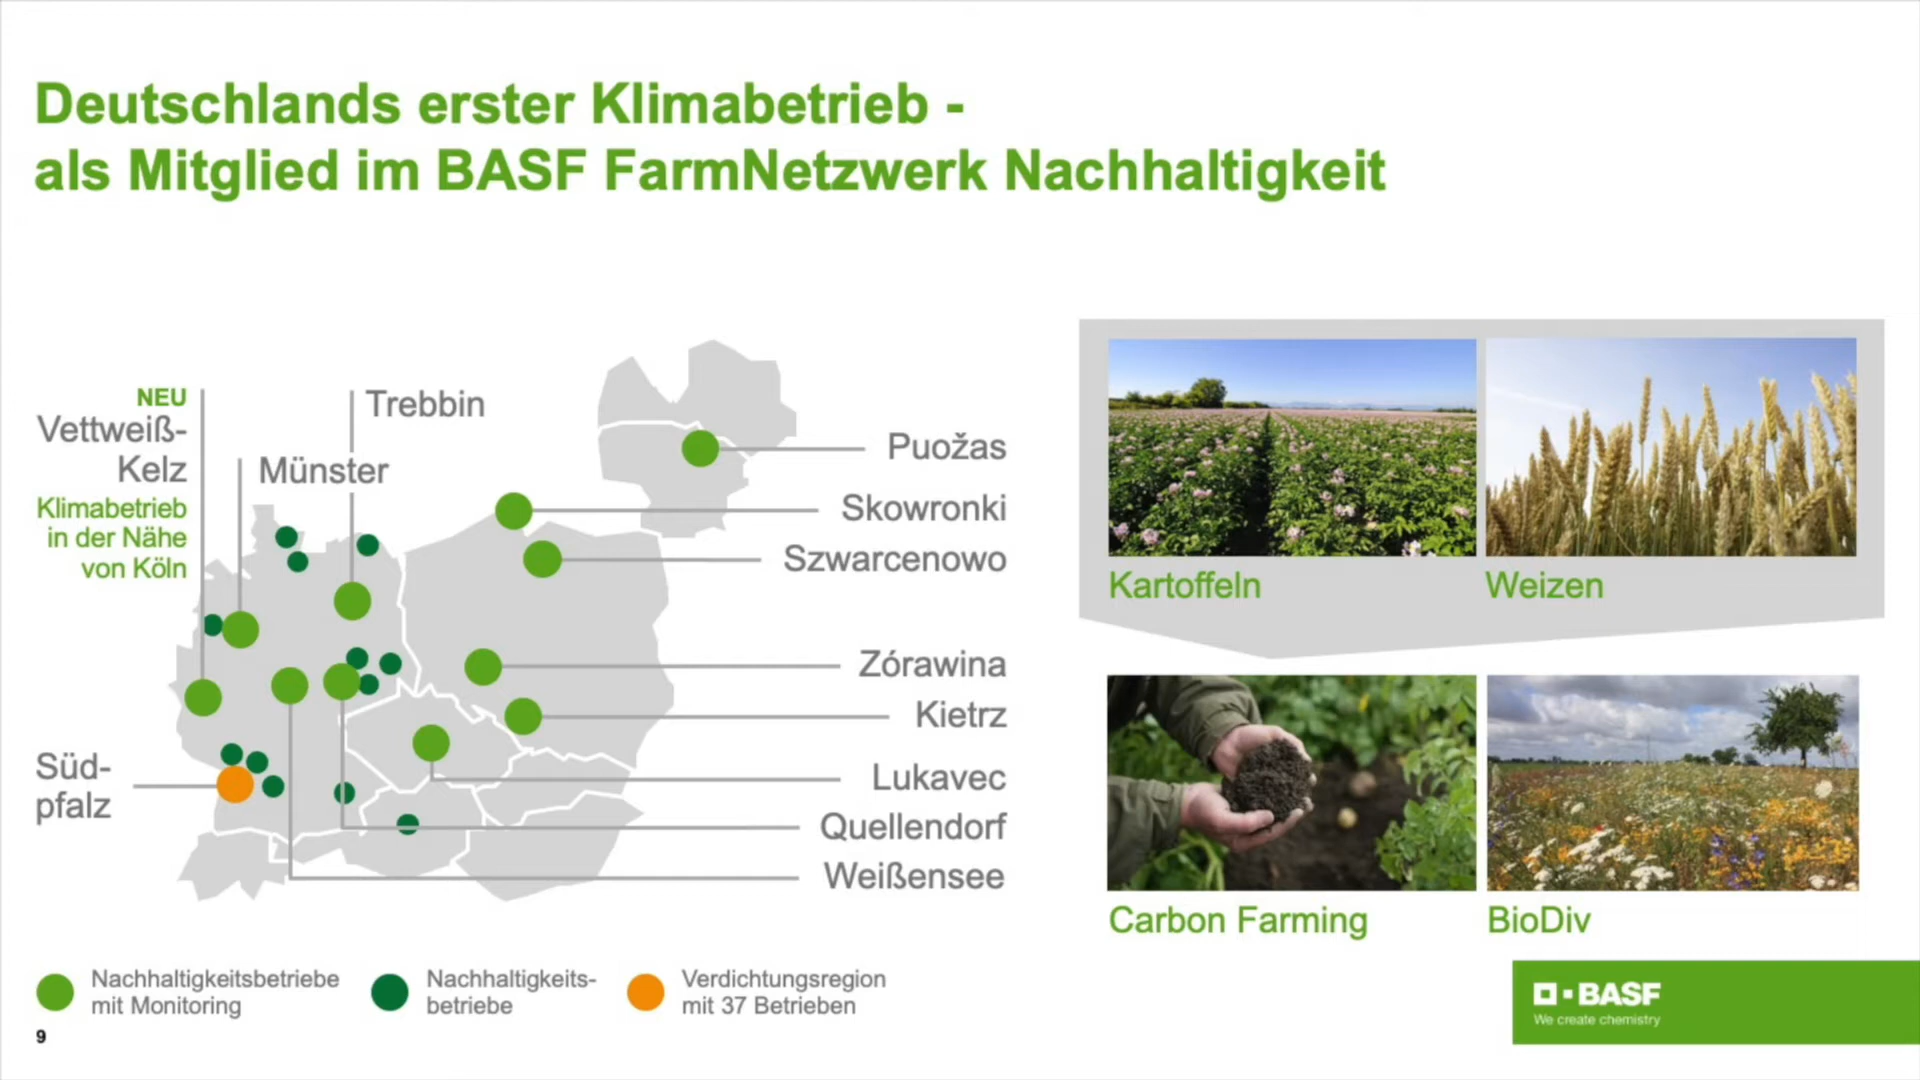 Deutschlands erster Klimabetrieb -
als Mitglied im BASF FarmNetzwerk Nachhaltigkeit
NEU
Vettweiß-
Kelz
Klimabetrieb
in der Nähe
von Köln
Trebbin
Münster
Puožas
Skowronki
Szwarcenowo
Zórawina
Kietrz
Süd-
pfalz
Lukavec
Quellendorf
Weißensee
Kartoffeln
Weizen
Carbon Farming
BioDiv
Nachhaltigkeitsbetriebe
mit Monitoring
Nachhaltigkeits-
betriebe
Verdichtungsregion
mit 37 Betrieben
9
BASF
We create chemistry